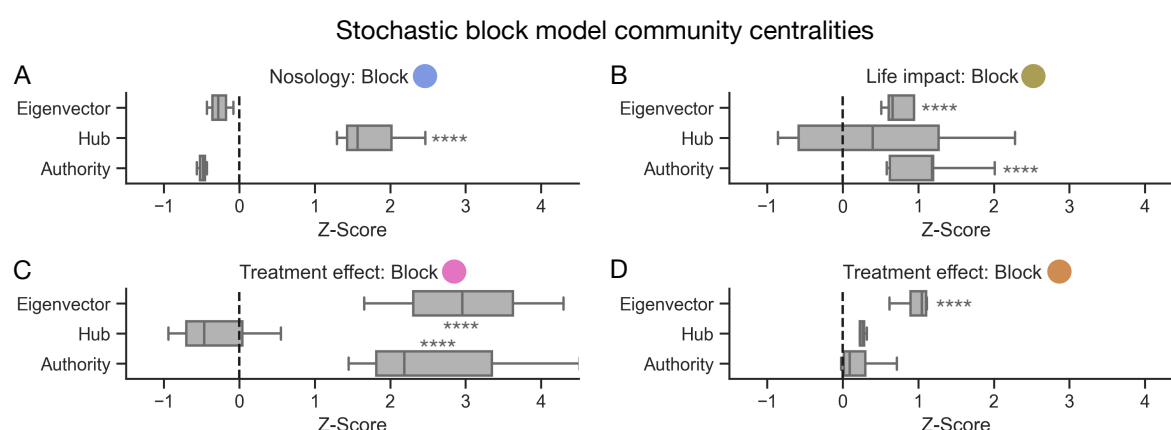 Stochastic block model community centralities
A
Nosology: Block
Eigenvector
Hub
Authority
****
−1 0 1 2 3 4
Z-Score
B
Life impact: Block
Eigenvector
Hub
Authority
****
****
−1 0 1 2 3 4
Z-Score
C
Treatment effect: Block
Eigenvector
Hub
Authority
****
****
−1 0 1 2 3 4
Z-Score
D
Treatment effect: Block
Eigenvector
Hub
Authority
****
−1 0 1 2 3 4
Z-Score